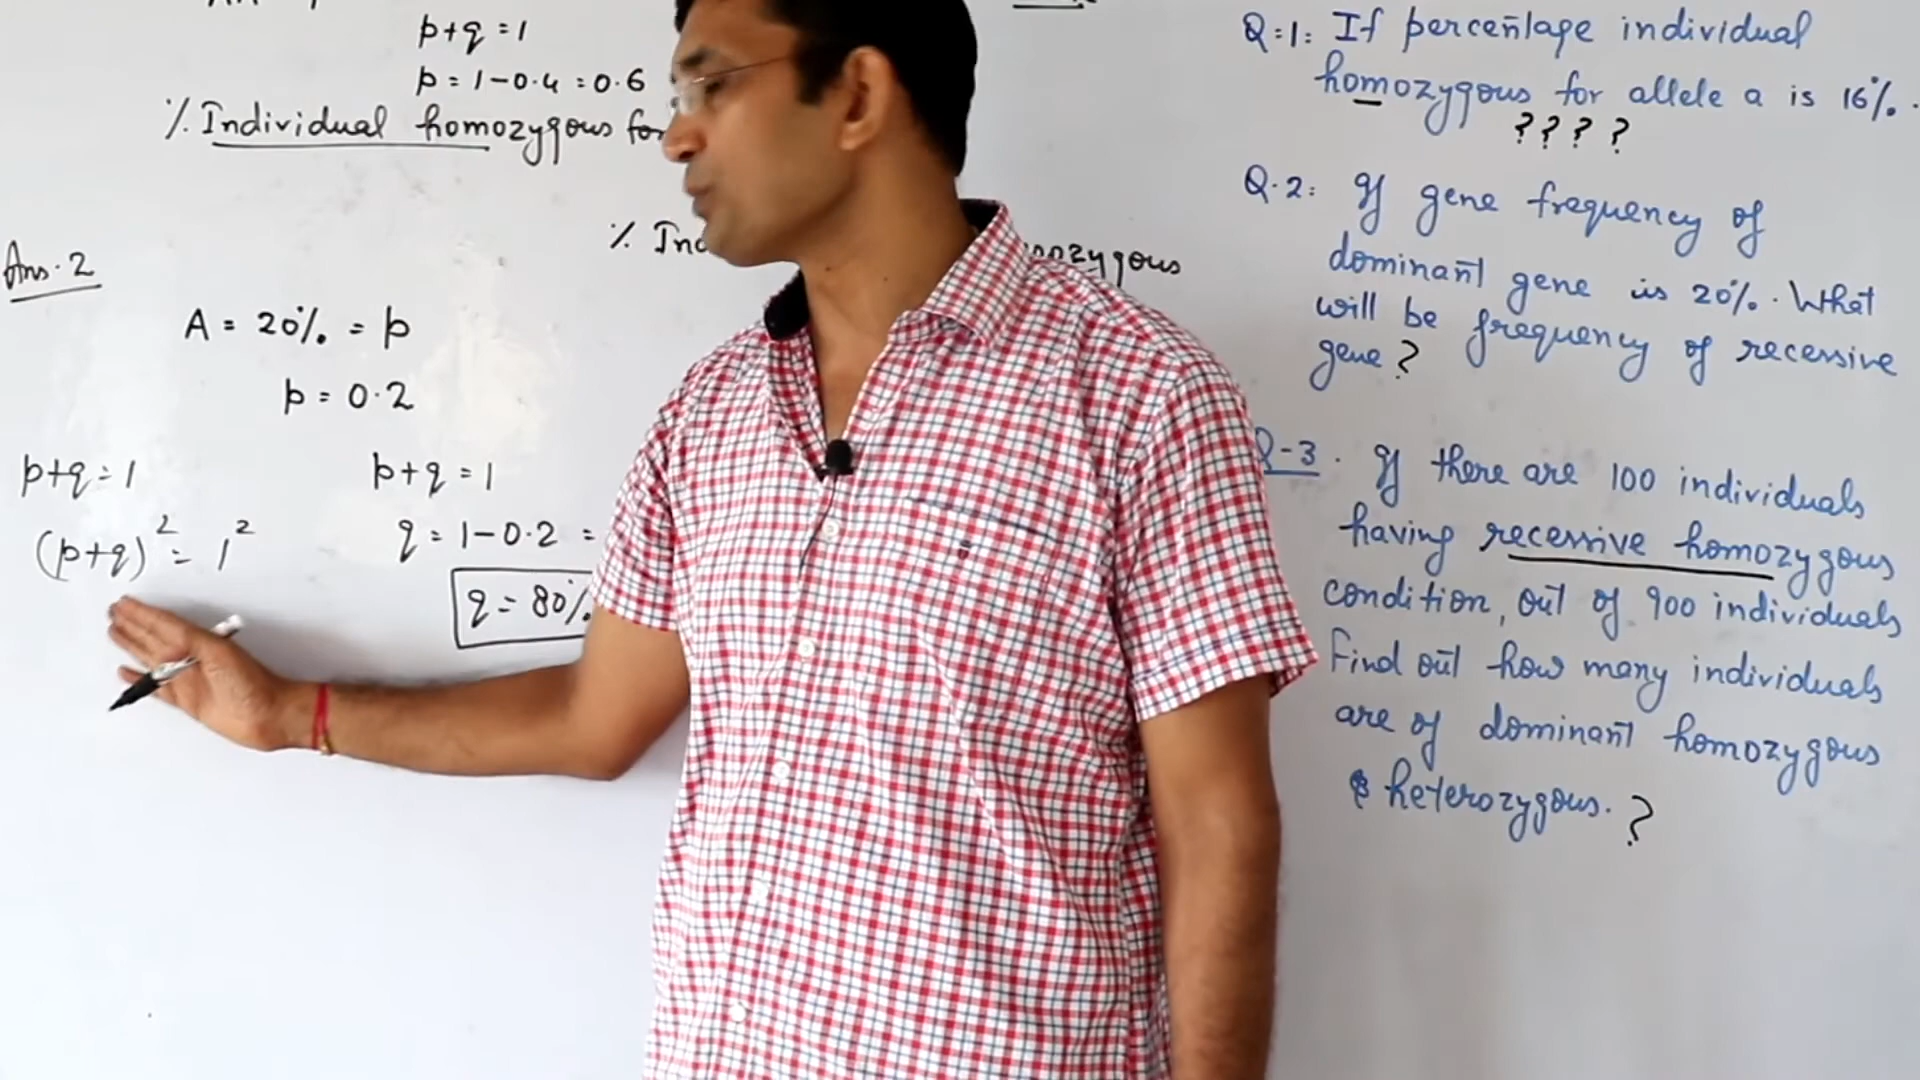 p+q = 1
p = 1-0.4 = 0.6
% Individual homozygous for
% Ind
ozygous
Ans.2
A = 20% = p
p = 0.2
p+q = 1
(p+q)² = 1²
p+q = 1
q = 1-0.2 =
q = 80%
Q=1= If percentage individual
homozygous for allele a is 16%.
????
Q.2= If gene frequency of
dominant gene is 20%. What
will be frequency of recessive
gene?
Q-3. If there are 100 individuals
having recessive homozygous
condition, out of 900 individuals
Find out how many individuals
are of dominant homozygous
& heterozygous. ?